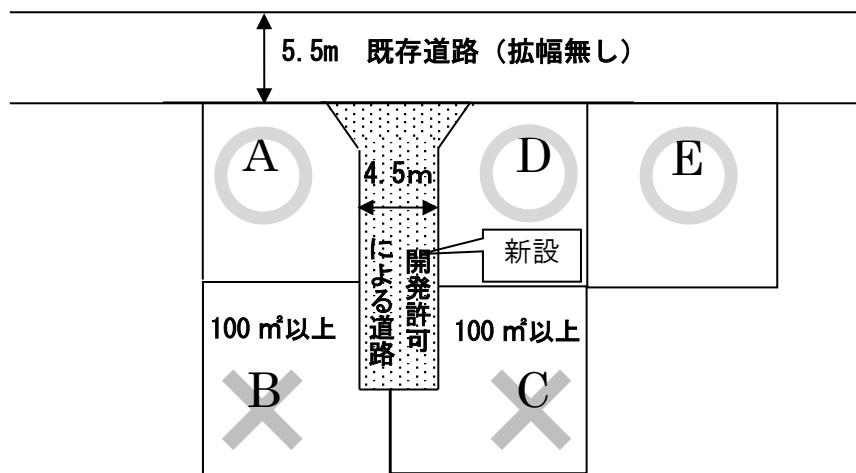 5.5m 既存道路（拡幅無し）
A
D
E
4.5m
新設
開発許可
による道路
100㎡以上
100㎡以上
B
C